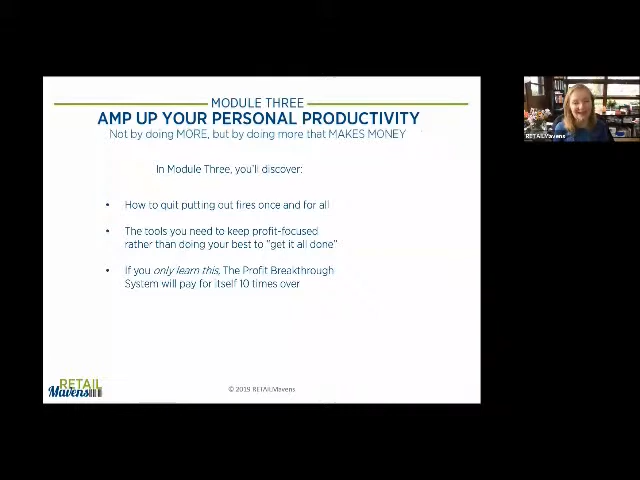 MODULE THREE
AMP UP YOUR PERSONAL PRODUCTIVITY
Not by doing MORE, but by doing more that MAKES MONEY
In Module Three, you'll discover:
• How to quit putting out fires once and for all
• The tools you need to keep profit-focused
rather than doing your best to "get it all done"
• If you only learn this, The Profit Breakthrough
System will pay for itself 10 times over
RETAIL
Mavens
© 2019 RETAILMavens
RETAILMavens